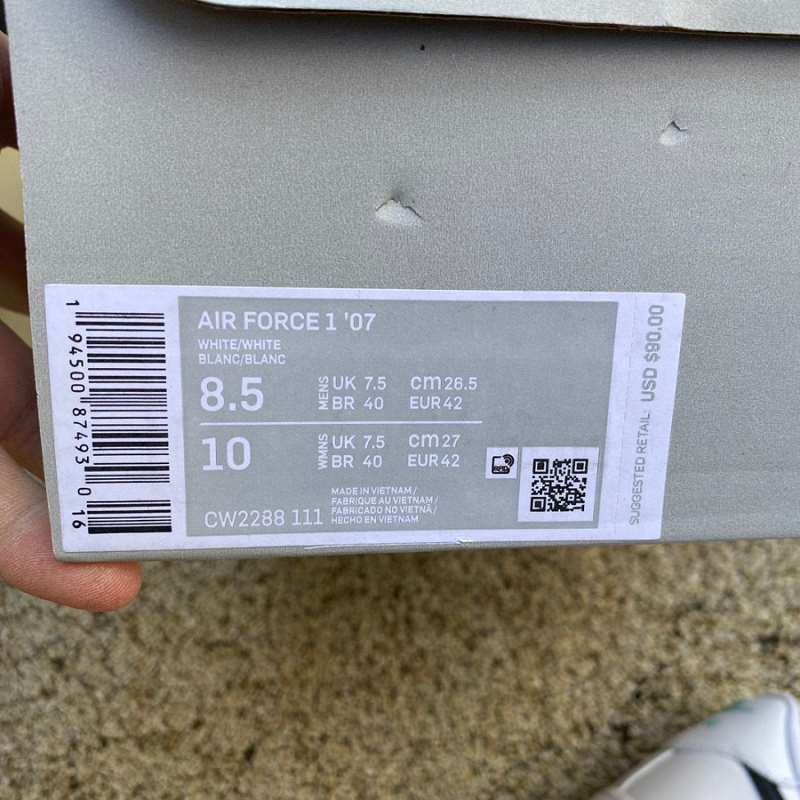 AIR FORCE 1 '07
WHITE/WHITE
BLANC/BLANC
8.5
MENS
UK 7.5 cm 26.5
BR 40 EUR 42
10
WMNS
UK 7.5 cm 27
BR 40 EUR 42
CW2288 111
MADE IN VIETNAM /
FABRIQUE AU VIETNAM /
FABRICADO NO VIETNÃ /
HECHO EN VIETNAM
1 94500 87493 016
SUGGESTED RETAIL: USD $90.00